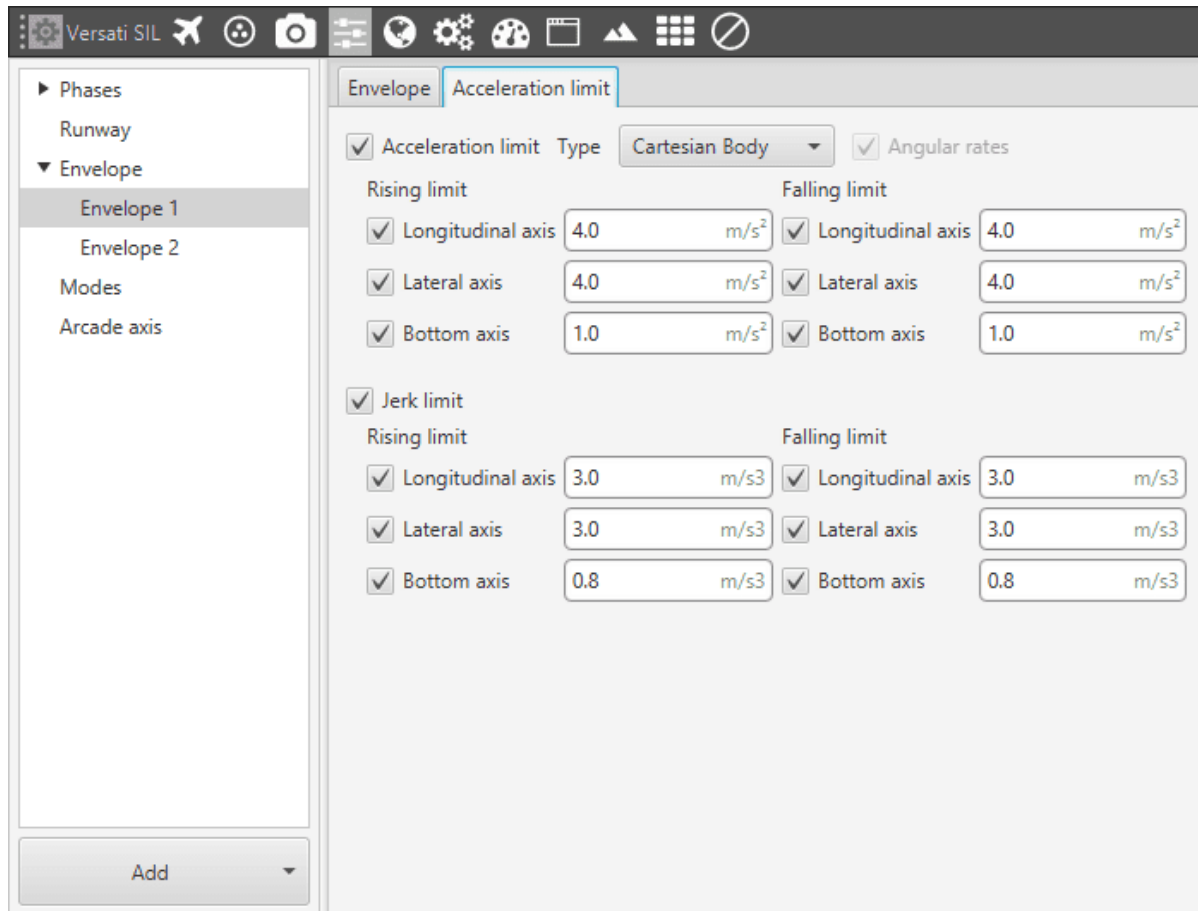 Versati SIL
Phases
Runway
Envelope
Envelope 1
Envelope 2
Modes
Arcade axis
Add
Envelope Acceleration limit
Acceleration limit Type Cartesian Body Angular rates
Rising limit Falling limit
Longitudinal axis 4.0 m/s² Longitudinal axis 4.0 m/s²
Lateral axis 4.0 m/s² Lateral axis 4.0 m/s²
Bottom axis 1.0 m/s² Bottom axis 1.0 m/s²
Jerk limit
Rising limit Falling limit
Longitudinal axis 3.0 m/s3 Longitudinal axis 3.0 m/s3
Lateral axis 3.0 m/s3 Lateral axis 3.0 m/s3
Bottom axis 0.8 m/s3 Bottom axis 0.8 m/s3